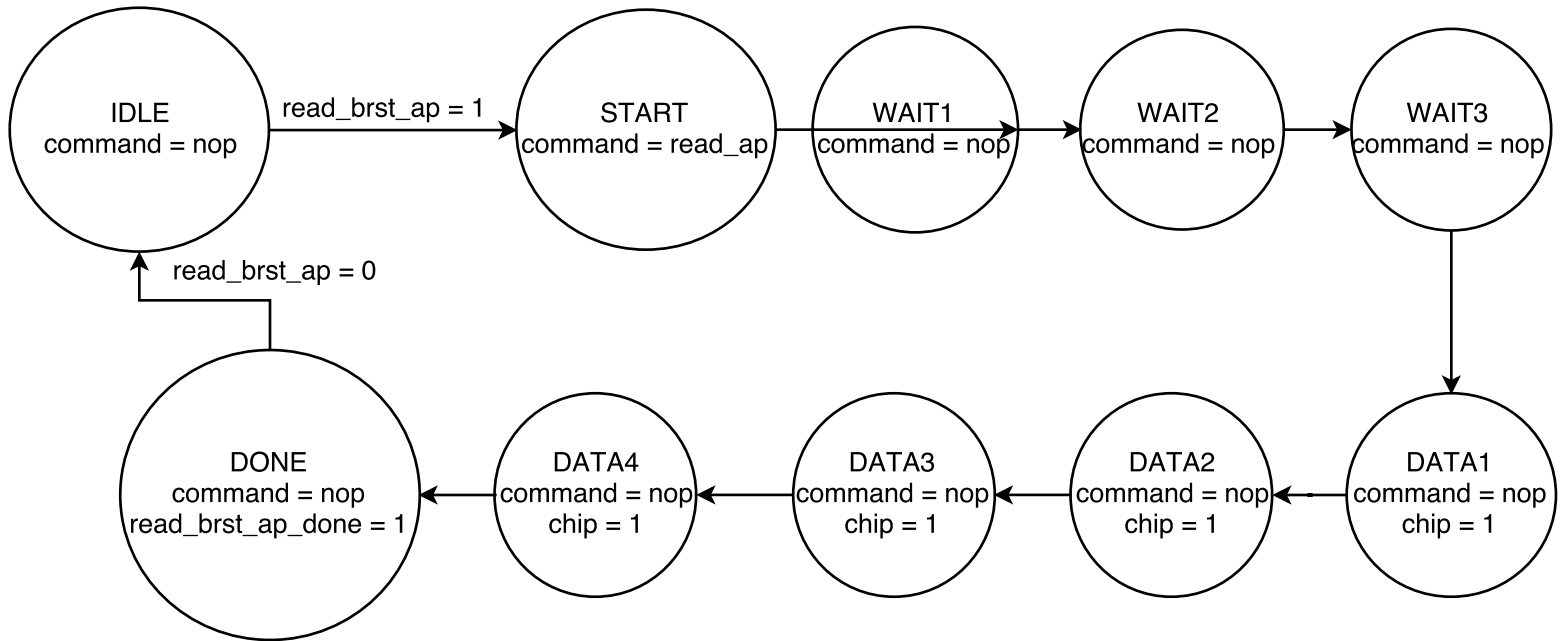 IDLE
command = nop
read_brst_ap = 1
START
command = read_ap
WAIT1
command = nop
WAIT2
command = nop
WAIT3
command = nop
read_brst_ap = 0
DONE
command = nop
read_brst_ap_done = 1
DATA4
command = nop
chip = 1
DATA3
command = nop
chip = 1
DATA2
command = nop
chip = 1
DATA1
command = nop
chip = 1